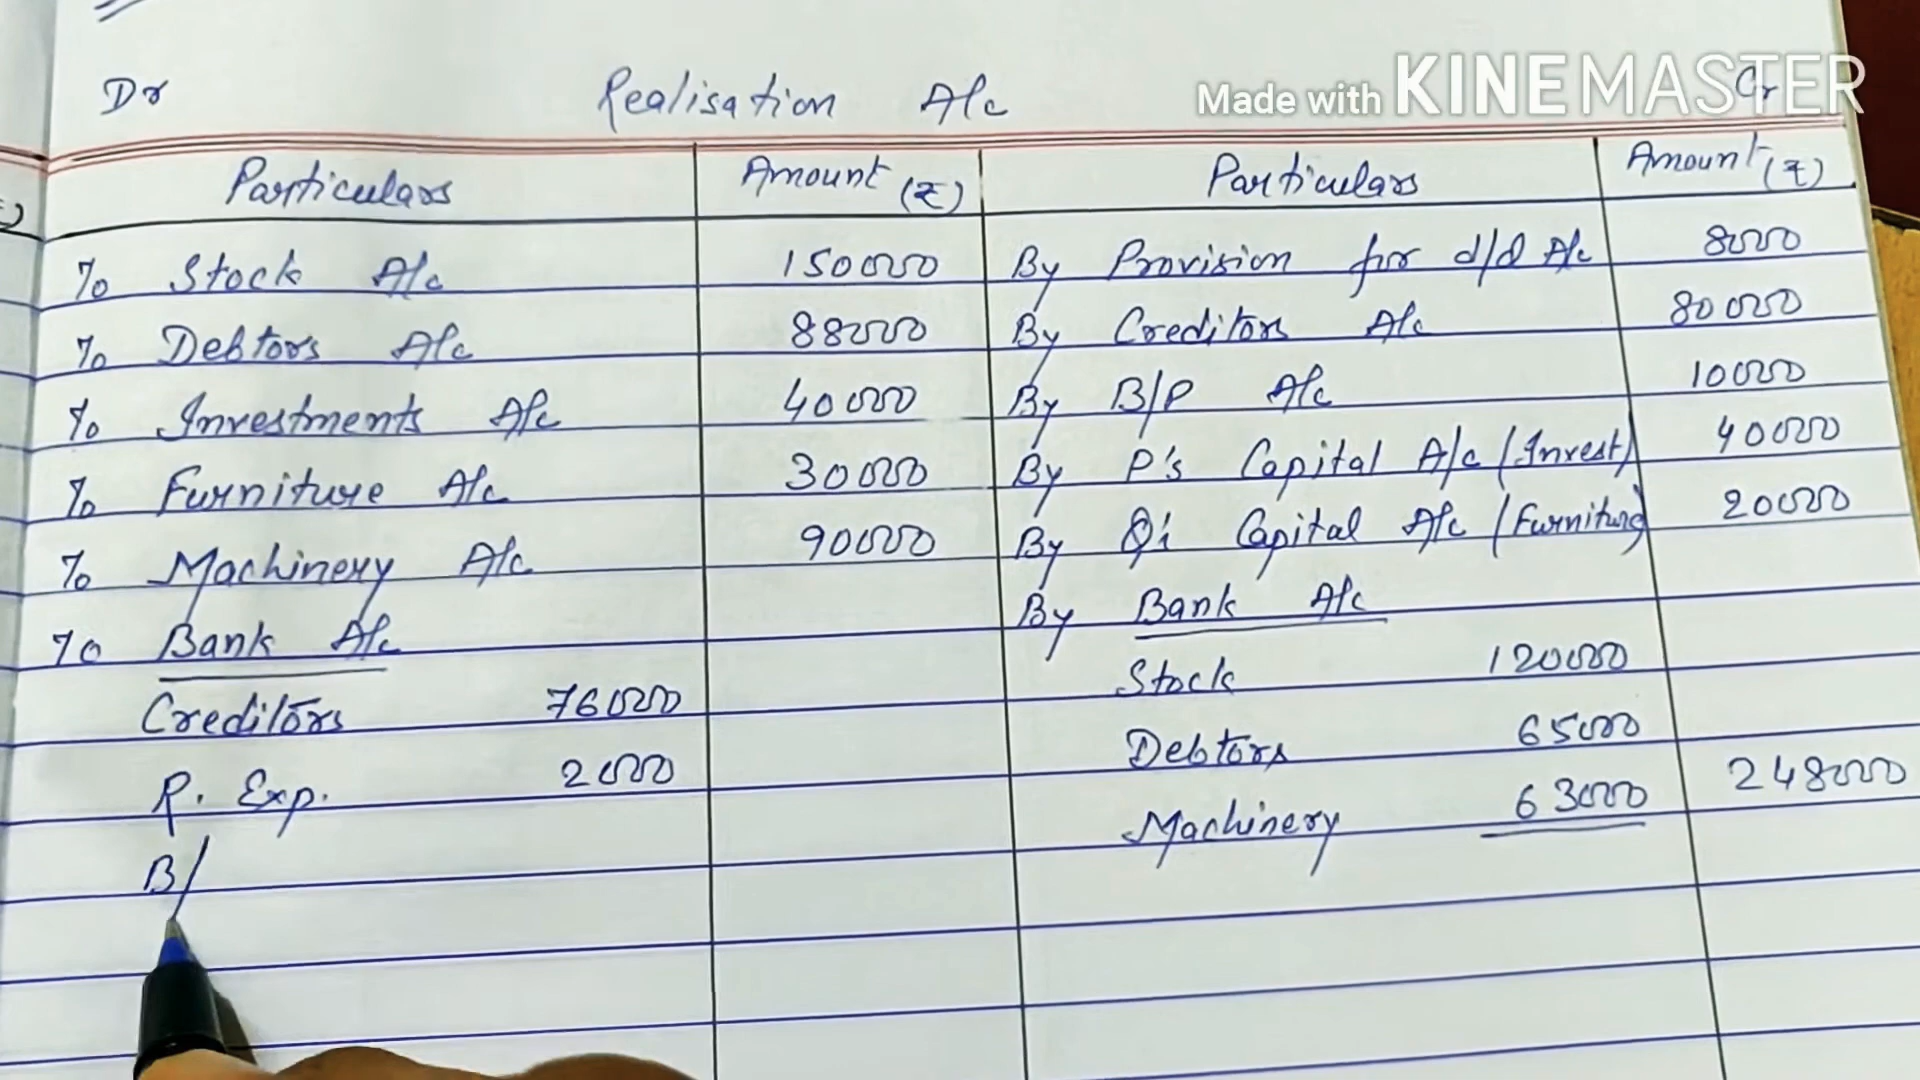 Made with KINEMASTER
Dr Realisation A/c Cr
Particulars Amount (₹) Particulars Amount (₹)
To Stock A/c 150000 By Provision for d/d A/c 8000
To Debtors A/c 88000 By Creditors A/c 80000
To Investments A/c 40000 By B/P A/c 10000
To Furniture A/c 30000 By P's Capital A/c (Invest) 40000
To Machinery A/c 90000 By Q's Capital A/c (Furniture) 20000
To Bank A/c By Bank A/c
Creditors 76000 Stock 120000
R. Exp. 2000 Debtors 65000
B/ Machinery 63000 248000